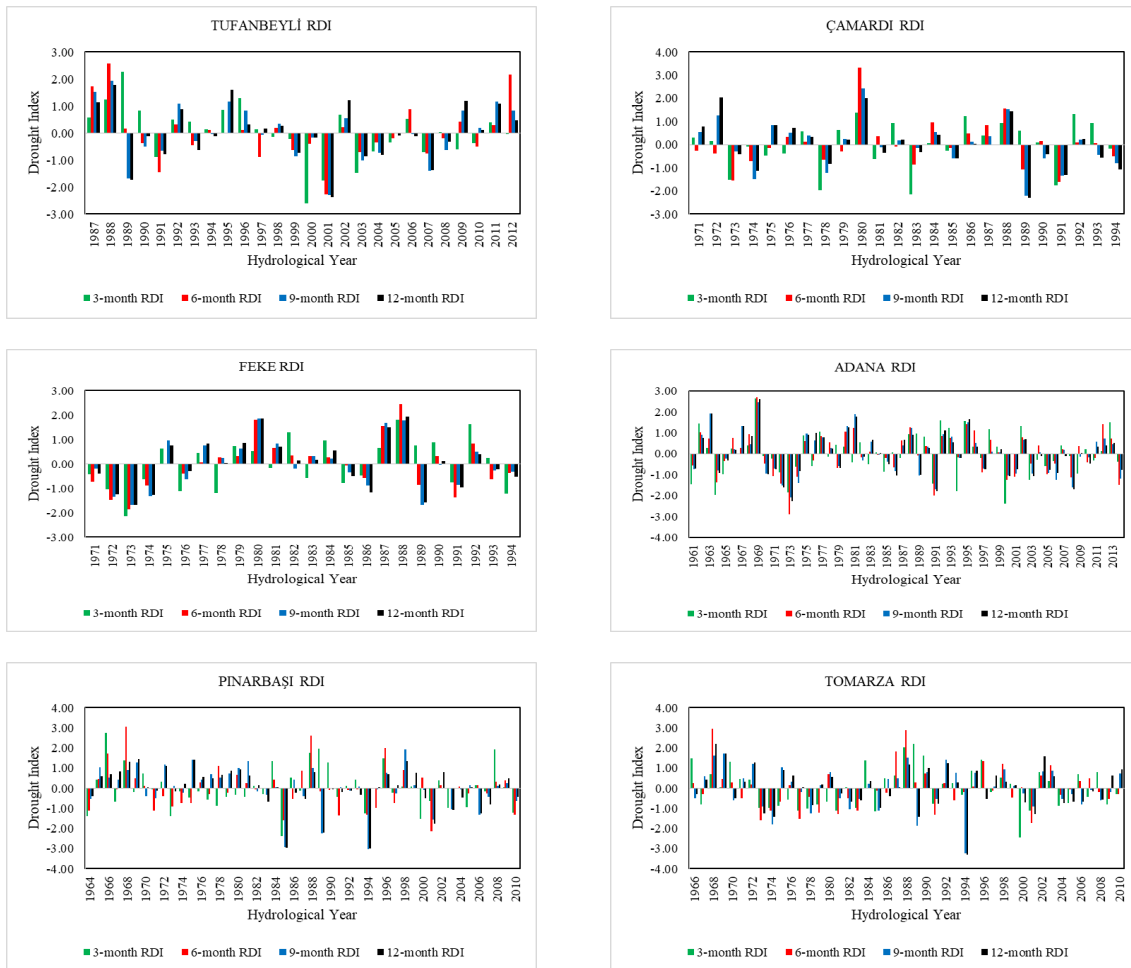 TUFANBEYLİ RDI
3.00
2.00
1.00
0.00
-1.00
-2.00
-3.00
Drought Index
1987 1988 1989 1990 1991 1992 1993 1994 1995 1996 1997 1998 1999 2000 2001 2002 2003 2004 2005 2006 2007 2008 2009 2010 2011 2012
Hydrological Year
3-month RDI 6-month RDI 9-month RDI 12-month RDI
ÇAMARDI RDI
4.00
3.00
2.00
1.00
0.00
-1.00
-2.00
-3.00
Drought Index
1971 1972 1973 1974 1975 1976 1977 1978 1979 1980 1981 1982 1983 1984 1985 1986 1987 1988 1989 1990 1991 1992 1993 1994
Hydrological Year
3-month RDI 6-month RDI 9-month RDI 12-month RDI
FEKE RDI
3.00
2.00
1.00
0.00
-1.00
-2.00
-3.00
Drought Index
1971 1972 1973 1974 1975 1976 1977 1978 1979 1980 1981 1982 1983 1984 1985 1986 1987 1988 1989 1990 1991 1992 1993 1994
Hydrological Year
3-month RDI 6-month RDI 9-month RDI 12-month RDI
ADANA RDI
3.00
2.00
1.00
0.00
-1.00
-2.00
-3.00
-4.00
Drought Index
1961 1963 1965 1967 1969 1971 1973 1975 1977 1979 1981 1983 1985 1987 1989 1991 1993 1995 1997 1999 2001 2003 2005 2007 2009 2011 2013
Hydrological Year
3-month RDI 6-month RDI 9-month RDI 12-month RDI
PINARBAŞI RDI
4.00
3.00
2.00
1.00
0.00
-1.00
-2.00
-3.00
-4.00
Drought Index
1964 1966 1968 1970 1972 1974 1976 1978 1980 1982 1984 1986 1988 1990 1992 1994 1996 1998 2000 2002 2004 2006 2008 2010
Hydrological Year
3-month RDI 6-month RDI 9-month RDI 12-month RDI
TOMARZA RDI
4.00
3.00
2.00
1.00
0.00
-1.00
-2.00
-3.00
-4.00
Drought Index
1966 1968 1970 1972 1974 1976 1978 1980 1982 1984 1986 1988 1990 1992 1994 1996 1998 2000 2002 2004 2006 2008 2010
Hydrological Year
3-month RDI 6-month RDI 9-month RDI 12-month RDI